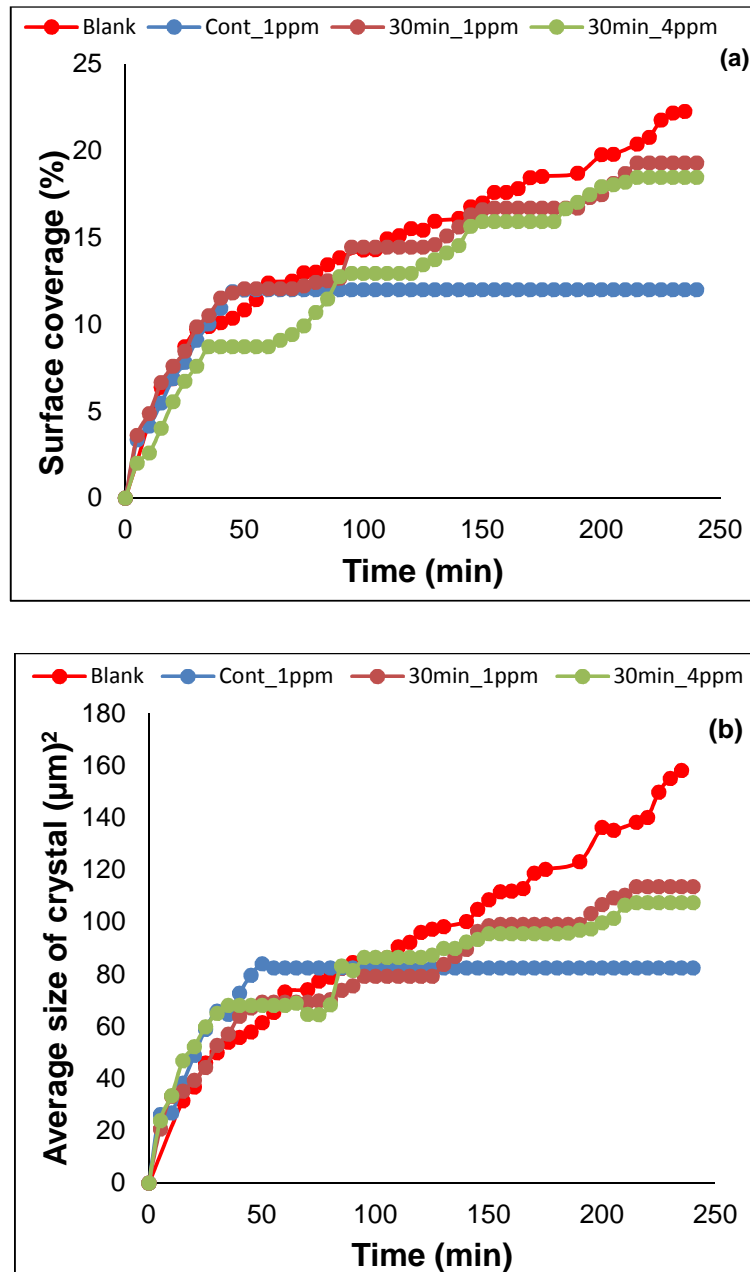 Blank Cont_1ppm 30min_1ppm 30min_4ppm
(a)
25
20
15
10
5
0
Surface coverage (%)
0 50 100 150 200 250
Time (min)
Blank Cont_1ppm 30min_1ppm 30min_4ppm
(b)
180
160
140
120
100
80
60
40
20
0
Average size of crystal (µm)²
0 50 100 150 200 250
Time (min)